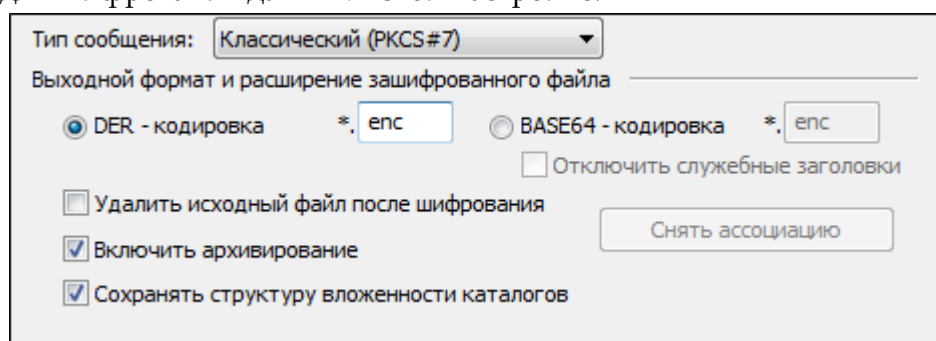 Тип сообщения: Классический (PKCS#7)
Выходной формат и расширение зашифрованного файла
DER - кодировка *. enc BASE64 - кодировка *. enc
Отключить служебные заголовки
Удалить исходный файл после шифрования
Снять ассоциацию
Включить архивирование
Сохранять структуру вложенности каталогов